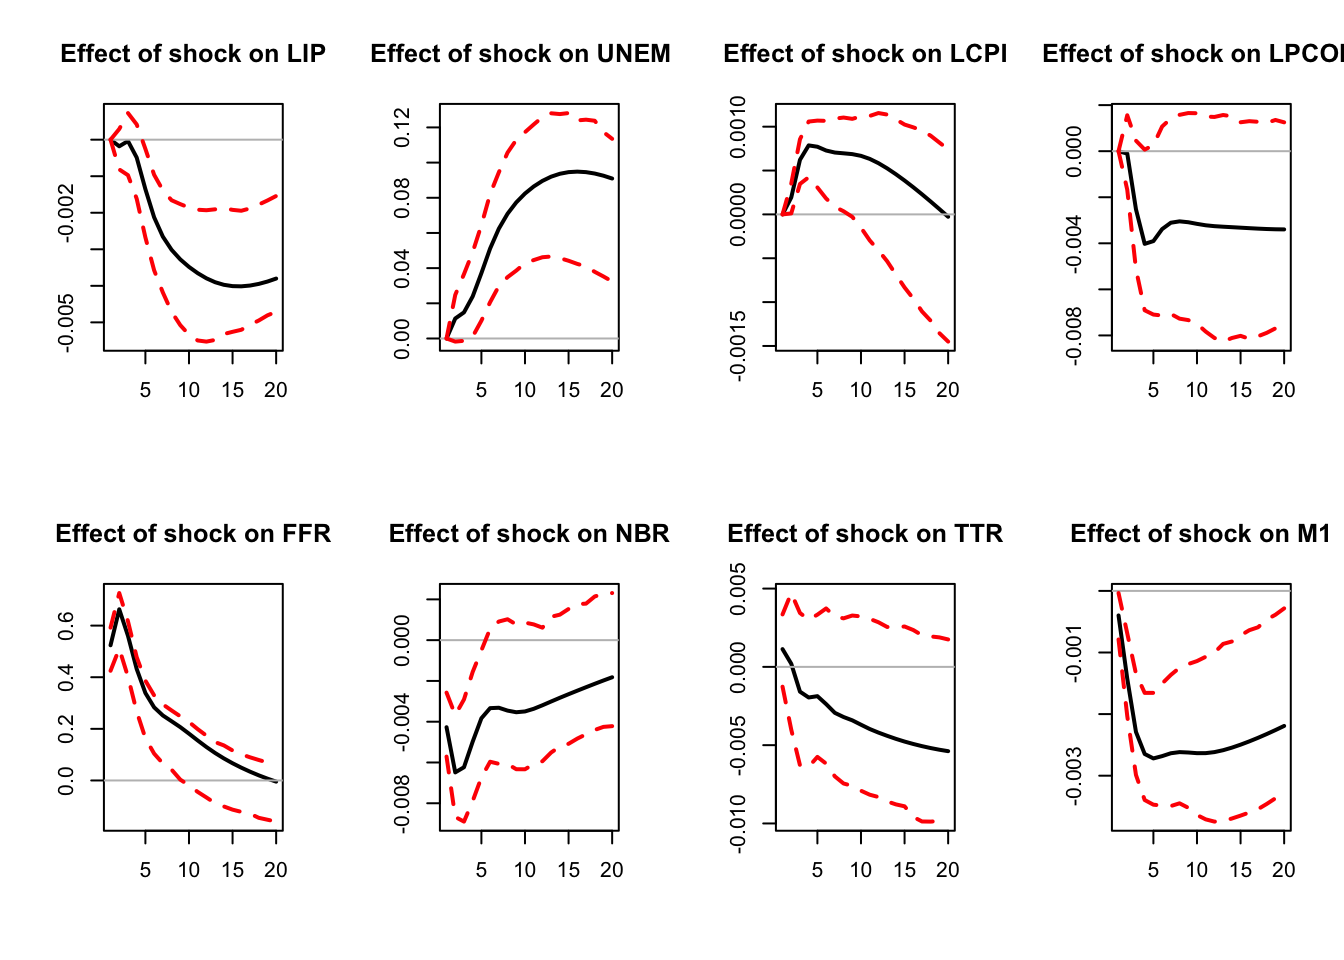 Effect of shock on LIP
-0.002
-0.005
5 10 15 20
Effect of shock on UNEM
0.12
0.08
0.04
0.00
5 10 15 20
Effect of shock on LCPI
0.0010
0.0000
-0.0015
5 10 15 20
Effect of shock on
0.000
-0.004
-0.008
5 10 15 20
Effect of shock on FFR
0.6
0.4
0.2
0.0
5 10 15 20
Effect of shock on NBR
0.000
-0.004
-0.008
5 10 15 20
Effect of shock on TTR
0.005
0.000
-0.005
-0.010
5 10 15 20
Effect of shock on M1
-0.001
-0.003
5 10 15 20